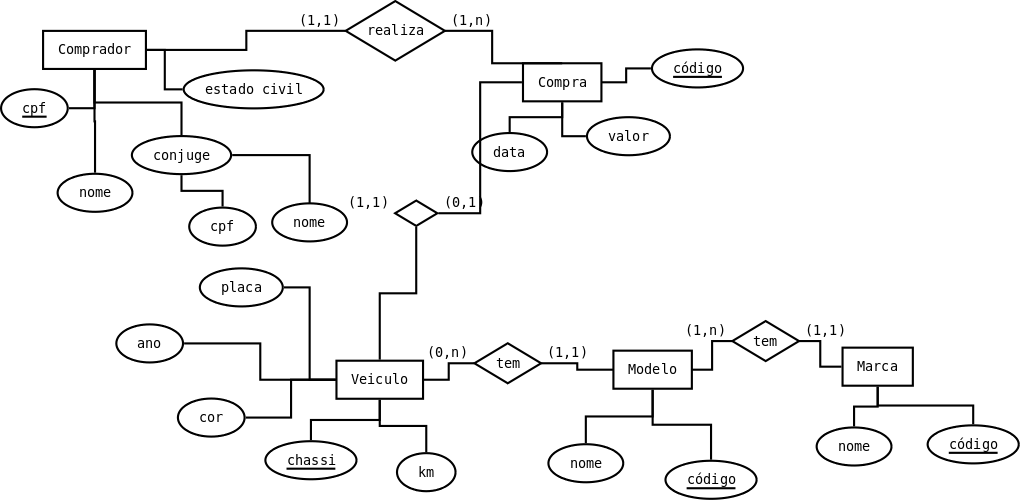 (1,1)
realiza
(1,n)
Comprador
código
estado civil
Compra
cpf
valor
conjuge
data
nome
(1,1)
(0,1)
cpf
nome
placa
ano
(1,n)
tem
(1,1)
(0,n)
tem
(1,1)
Veiculo
Modelo
Marca
cor
nome
código
chassi
km
nome
código